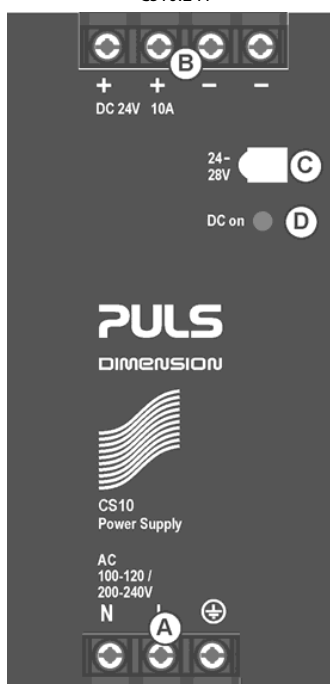 + + − −
B
DC 24V 10A
24-
28V
C
DC on
D
PULS
DIMENSION
CS10
Power Supply
AC
100-120 /
200-240V
N
A